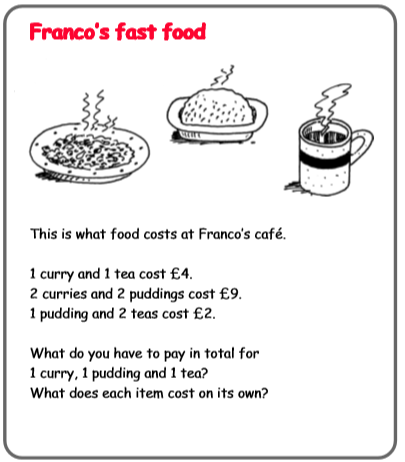 Franco's fast food
This is what food costs at Franco's café.
1 curry and 1 tea cost £4.
2 curries and 2 puddings cost £9.
1 pudding and 2 teas cost £2.
What do you have to pay in total for
1 curry, 1 pudding and 1 tea?
What does each item cost on its own?